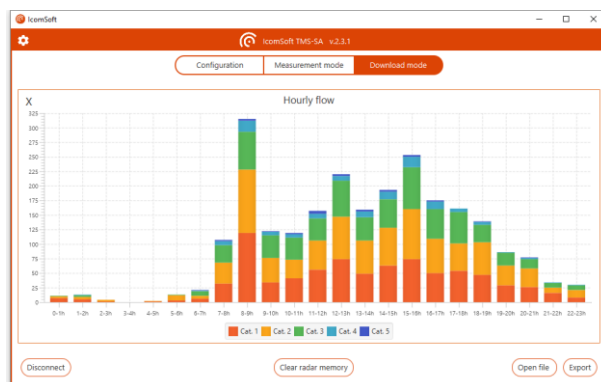 IcomSoft
IcomSoft TMS-SA v.2.3.1
Configuration Measurement mode Download mode
X Hourly flow
325
300
275
250
225
200
175
150
125
100
75
50
25
0
0-1h 1-2h 2-3h 3-4h 4-5h 5-6h 6-7h 7-8h 8-9h 9-10h 10-11h 11-12h 12-13h 13-14h 14-15h 15-16h 16-17h 17-18h 18-19h 19-20h 20-21h 21-22h 22-23h
Cat. 1 Cat. 2 Cat. 3 Cat. 4 Cat. 5
Disconnect Clear radar memory Open file Export